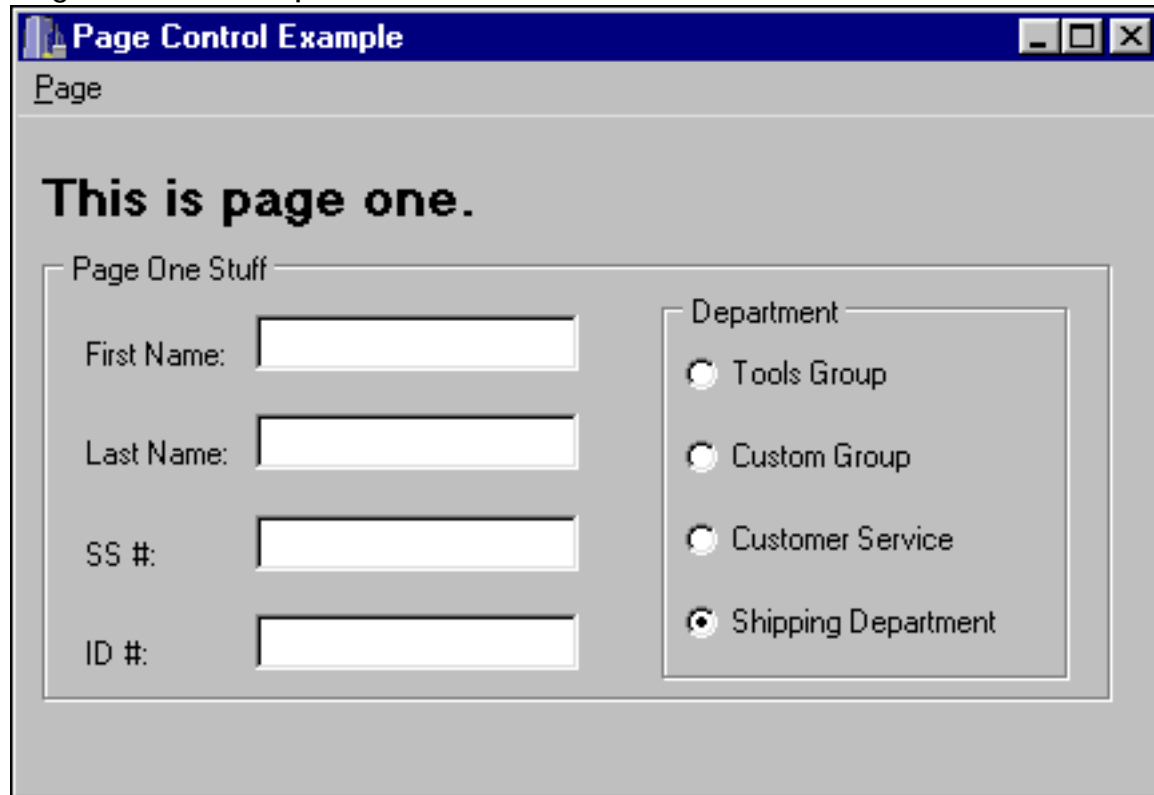 Page Control Example
Page
This is page one.
Page One Stuff
First Name:
Last Name:
SS #:
ID #:
Department
Tools Group
Custom Group
Customer Service
Shipping Department